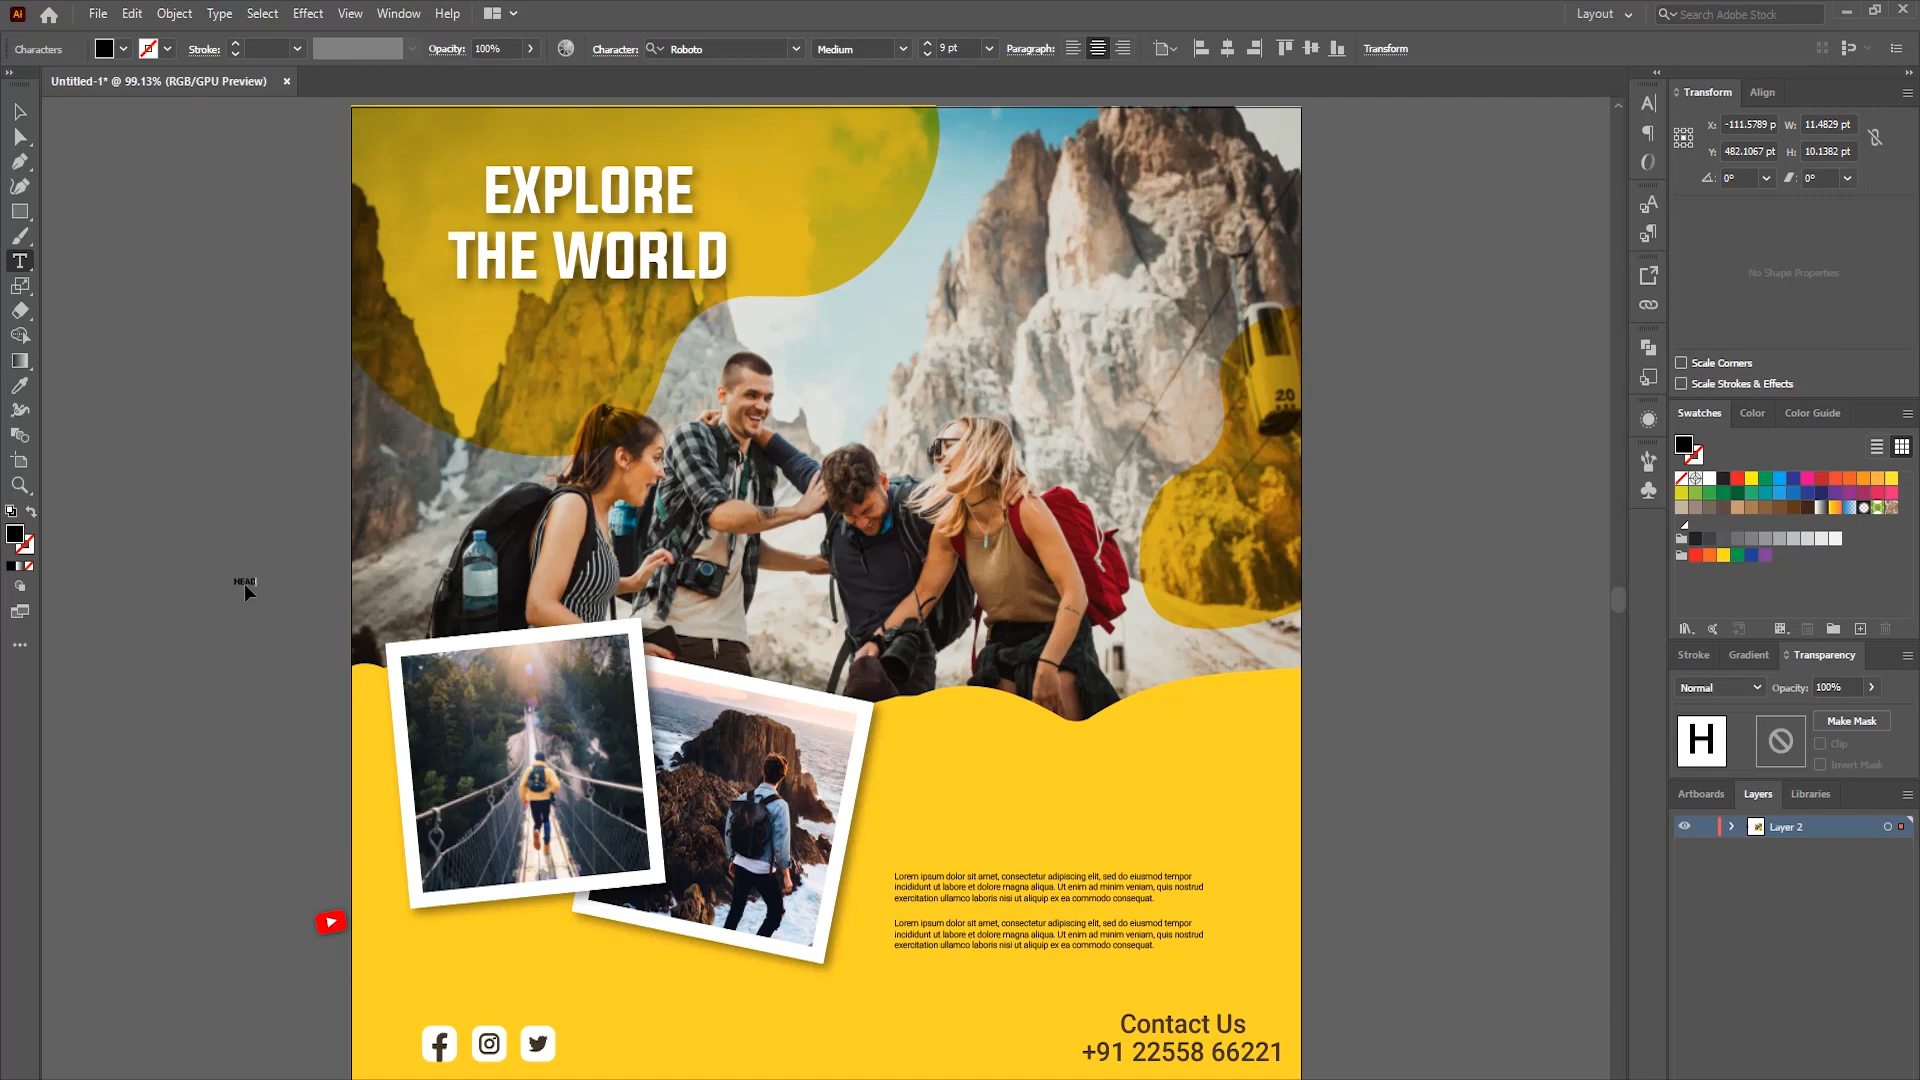 Ai File Edit Object Type Select Effect View Window Help Layout Search Adobe Stock
Characters Stroke: Opacity: 100% Character: Roboto Medium 9 pt Paragraph: Transform
Untitled-1* @ 99.13% (RGB/GPU Preview) ×
EXPLORE
THE WORLD
20
HEAD
Lorem ipsum dolor sit amet, consectetur adipiscing elit, sed do eiusmod tempor
incididunt ut labore et dolore magna aliqua. Ut enim ad minim veniam, quis nostrud
exercitation ullamco laboris nisi ut aliquip ex ea commodo consequat.
Lorem ipsum dolor sit amet, consectetur adipiscing elit, sed do eiusmod tempor
incididunt ut labore et dolore magna aliqua. Ut enim ad minim veniam, quis nostrud
exercitation ullamco laboris nisi ut aliquip ex ea commodo consequat.
Contact Us
+91 22558 66221
Transform Align
X: -111.5789 p W: 11.4829 pt
Y: 482.1067 pt H: 10.1382 pt
0° 0°
No Shape Properties
Scale Corners
Scale Strokes & Effects
Swatches Color Color Guide
Stroke Gradient Transparency
Normal Opacity: 100%
H
Make Mask
Clip
Invert Mask
Artboards Layers Libraries
Layer 2